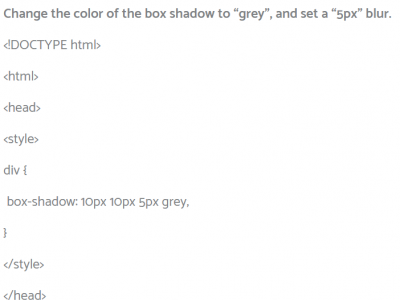 Change the color of the box shadow to “grey”, and set a “5px” blur.
<!DOCTYPE html>
<html>
<head>
<style>
div {
box-shadow: 10px 10px 5px grey,
}
</style>
</head>